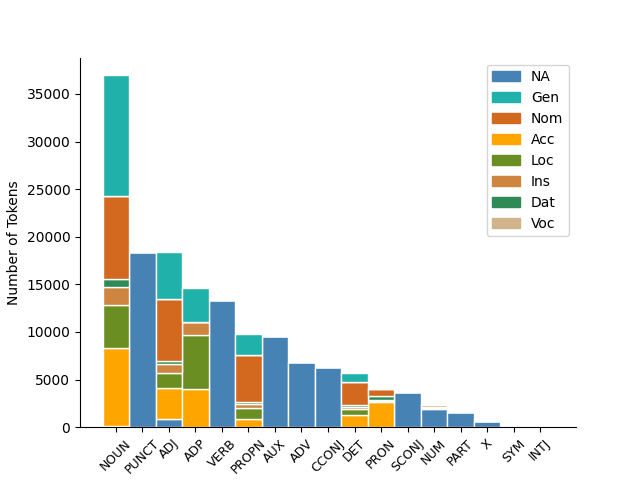 35000
30000
25000
20000
15000
10000
5000
0
Number of Tokens
NA
Gen
Nom
Acc
Loc
Ins
Dat
Voc
NOUN
PUNCT
ADJ
ADP
VERB
PROPN
AUX
ADV
CCONJ
DET
PRON
SCONJ
NUM
PART
X
SYM
INTJ